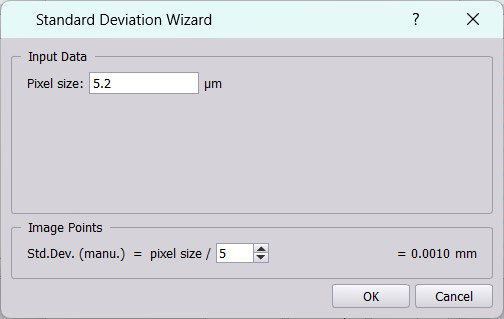 Standard Deviation Wizard ? ×
Input Data
Pixel size: 5.2 µm
Image Points
Std.Dev. (manu.) = pixel size / 5 = 0.0010 mm
OK Cancel